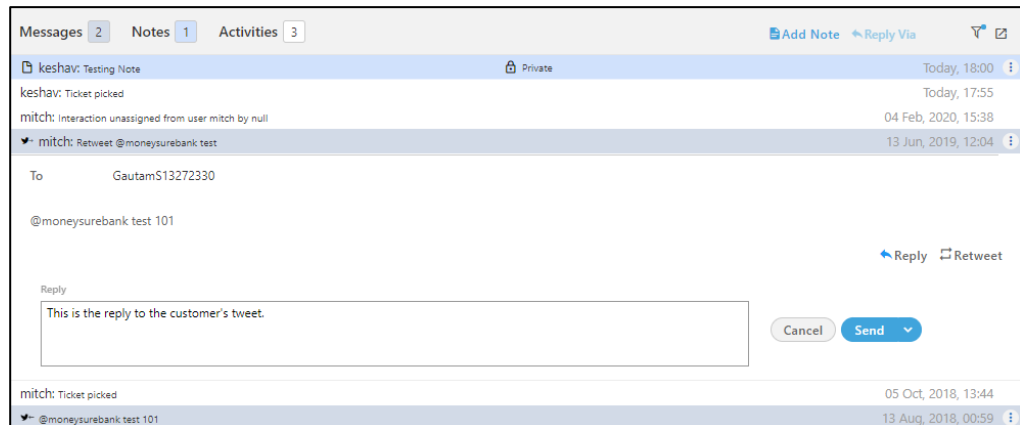 Messages 2 Notes 1 Activities 3 Add Note Reply Via
keshav: Testing Note Private Today, 18:00
keshav: Ticket picked Today, 17:55
mitch: Interaction unassigned from user mitch by null 04 Feb, 2020, 15:38
mitch: Retweet @moneysurebank test 13 Jun, 2019, 12:04
To GautamS13272330
@moneysurebank test 101
Reply Retweet
Reply
This is the reply to the customer's tweet.
Cancel Send
mitch: Ticket picked 05 Oct, 2018, 13:44
@moneysurebank test 101 13 Aug, 2018, 00:59